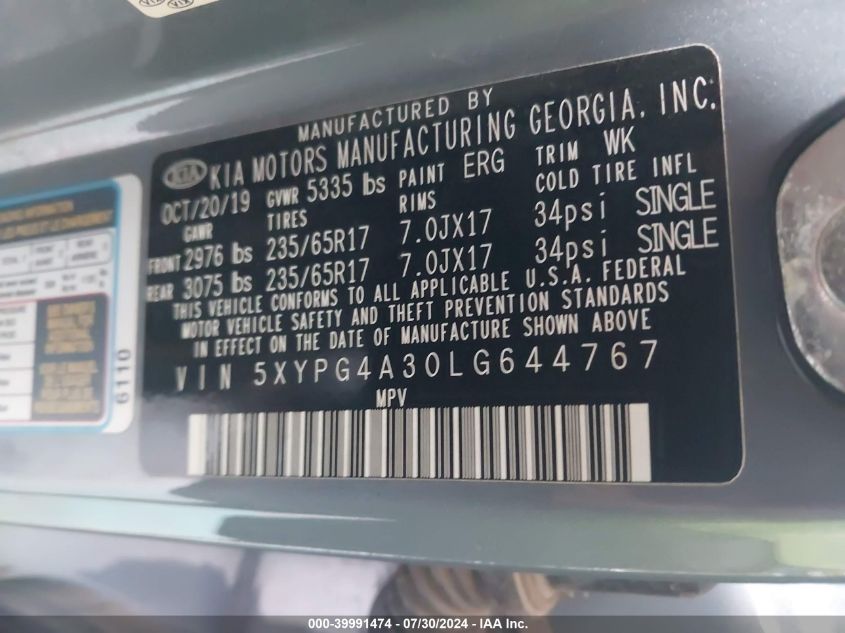 MANUFACTURED BY
KIA KIA MOTORS MANUFACTURING GEORGIA, INC.
OCT/20/19 GVWR 5335 lbs PAINT ERG TRIM WK
GAWR TIRES RIMS COLD TIRE INFL
FRONT 2976 lbs 235/65R17 7.0JX17 34psi SINGLE
REAR 3075 lbs 235/65R17 7.0JX17 34psi SINGLE
THIS VEHICLE CONFORMS TO ALL APPLICABLE U.S.A. FEDERAL
MOTOR VEHICLE SAFETY AND THEFT PREVENTION STANDARDS
IN EFFECT ON THE DATE OF MANUFACTURE SHOWN ABOVE
VIN 5XYPG4A30LG644767
MPV
6110
000-39991474 / 07/30/2024 - IAA Inc.